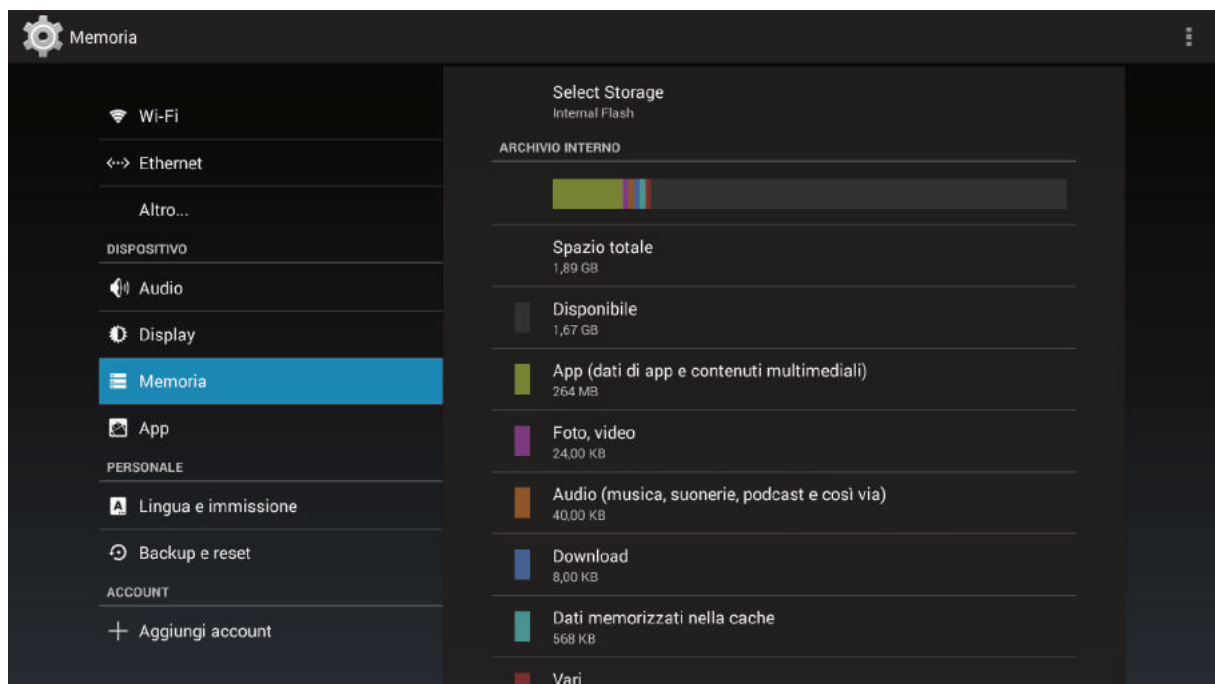 Memoria
Wi-Fi
Ethernet
Altro...
DISPOSITIVO
Audio
Display
Memoria
App
PERSONALE
Lingua e immissione
Backup e reset
ACCOUNT
Aggiungi account
Select Storage
Internal Flash
ARCHIVIO INTERNO
Spazio totale
1,89 GB
Disponibile
1,67 GB
App (dati di app e contenuti multimediali)
264 MB
Foto, video
24,00 KB
Audio (musica, suonerie, podcast e così via)
40,00 KB
Download
8,00 KB
Dati memorizzati nella cache
568 KB
Vari